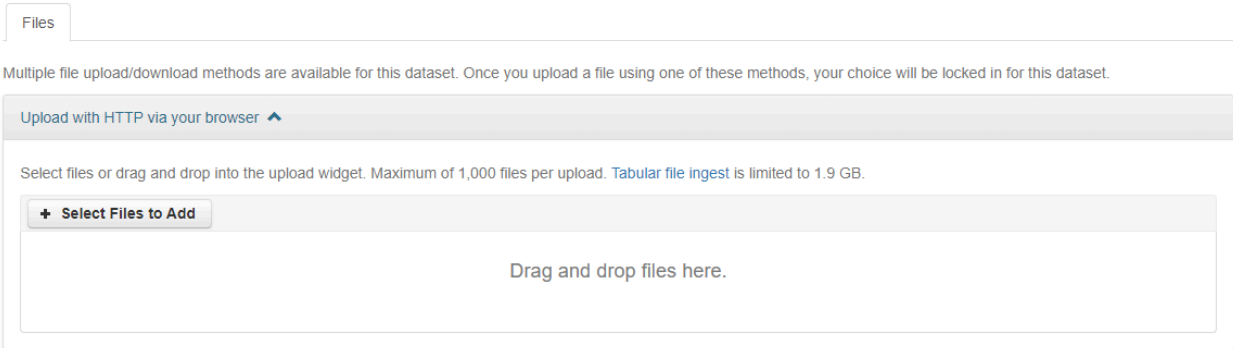 Files
Multiple file upload/download methods are available for this dataset. Once you upload a file using one of these methods, your choice will be locked in for this dataset.
Upload with HTTP via your browser
Select files or drag and drop into the upload widget. Maximum of 1,000 files per upload. Tabular file ingest is limited to 1.9 GB.
+ Select Files to Add
Drag and drop files here.